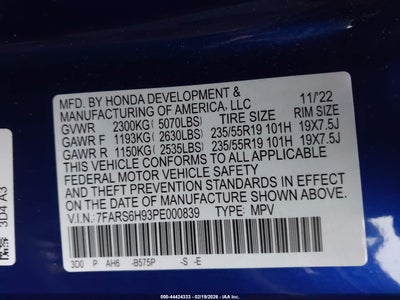 MFD. BY HONDA DEVELOPMENT &
MANUFACTURING OF AMERICA, LLC 11/'22
GVWR 2300KG(5070LBS) TIRE SIZE RIM SIZE
GAWR F 1193KG(2630LBS) 235/55R19 101H 19X7.5J
GAWR R 1150KG(2535LBS) 235/55R19 101H 19X7.5J
THIS VEHICLE CONFORMS TO ALL APPLICABLE
FEDERAL MOTOR VEHICLE SAFETY
STANDARDS IN EFFECT ON THE DATE OF
MANUFACTURE SHOWN ABOVE.
V.I.N.:7FARS6H93PE000839 TYPE: MPV
3D0 P AH6 -B575P -S -E
3D4 A3
000-44424333 - 02/19/2026 - IAA Inc.